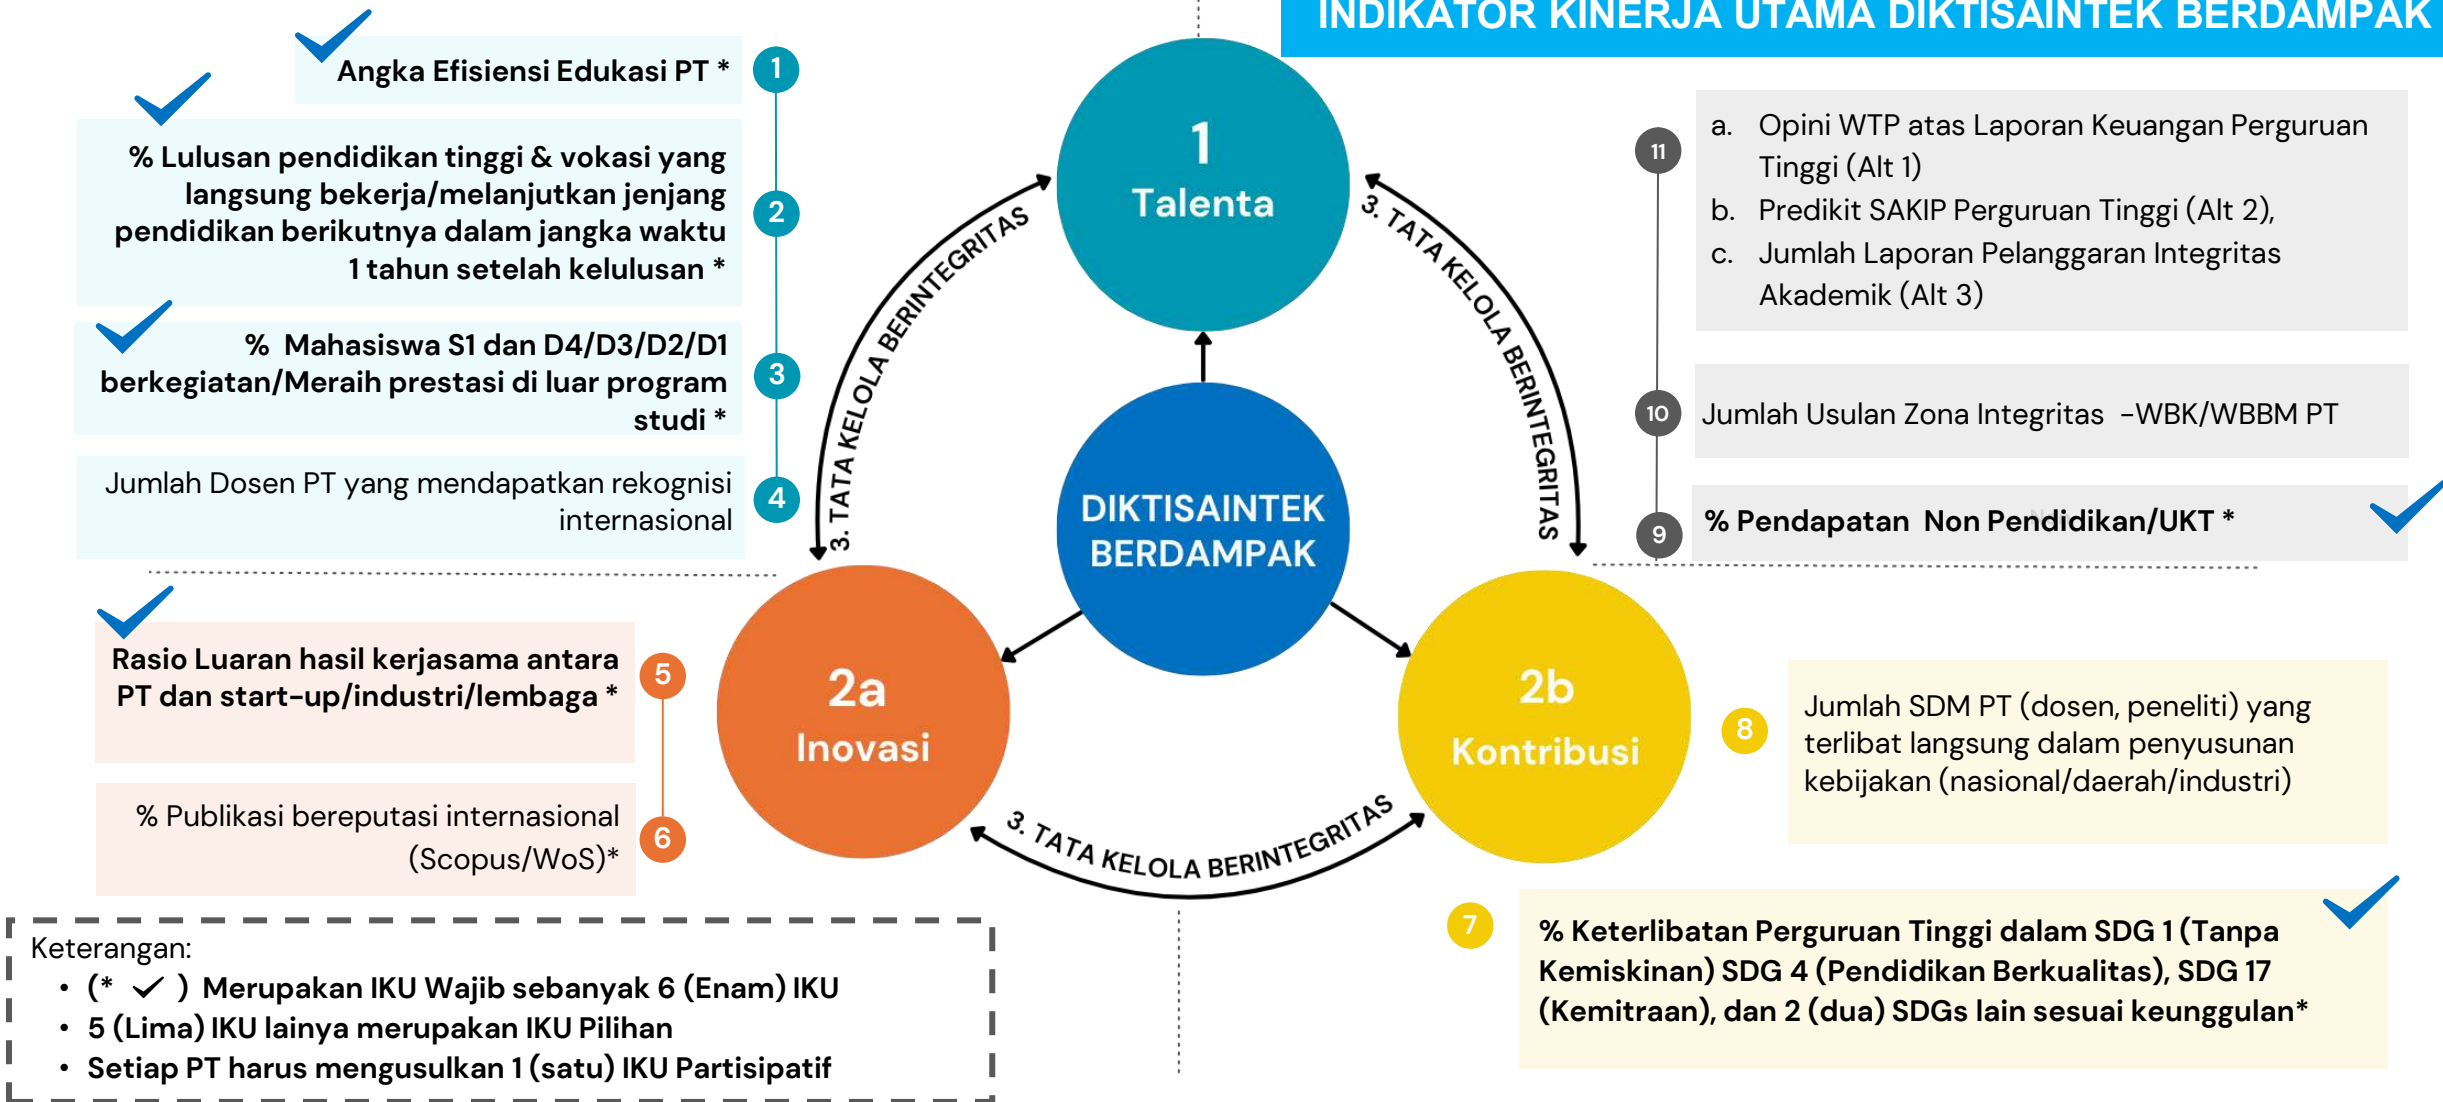 INDIKATOR KINERJA UTAMA DIKTISAINTEK BERDAMPAK
Angka Efisiensi Edukasi PT *
1
% Lulusan pendidikan tinggi & vokasi yang
langsung bekerja/melanjutkan jenjang
pendidikan berikutnya dalam jangka waktu
1 tahun setelah kelulusan *
2
% Mahasiswa S1 dan D4/D3/D2/D1
berkegiatan/Meraih prestasi di luar program
studi *
3
Jumlah Dosen PT yang mendapatkan rekognisi
internasional
4
Rasio Luaran hasil kerjasama antara
PT dan start-up/industri/lembaga *
5
% Publikasi bereputasi internasional
(Scopus/WoS)*
6
1
Talenta
3. TATA KELOLA BERINTEGRITAS
3. TATA KELOLA BERINTEGRITAS
DIKTISAINTEK
BERDAMPAK
2a
Inovasi
2b
Kontribusi
3. TATA KELOLA BERINTEGRITAS
11
a. Opini WTP atas Laporan Keuangan Perguruan
Tinggi (Alt 1)
b. Predikit SAKIP Perguruan Tinggi (Alt 2),
c. Jumlah Laporan Pelanggaran Integritas
Akademik (Alt 3)
10
Jumlah Usulan Zona Integritas -WBK/WBBM PT
9
% Pendapatan Non Pendidikan/UKT *
8
Jumlah SDM PT (dosen, peneliti) yang
terlibat langsung dalam penyusunan
kebijakan (nasional/daerah/industri)
7
% Keterlibatan Perguruan Tinggi dalam SDG 1 (Tanpa
Kemiskinan) SDG 4 (Pendidikan Berkualitas), SDG 17
(Kemitraan), dan 2 (dua) SDGs lain sesuai keunggulan*
Keterangan:
• (* ✓ ) Merupakan IKU Wajib sebanyak 6 (Enam) IKU
• 5 (Lima) IKU lainya merupakan IKU Pilihan
• Setiap PT harus mengusulkan 1 (satu) IKU Partisipatif